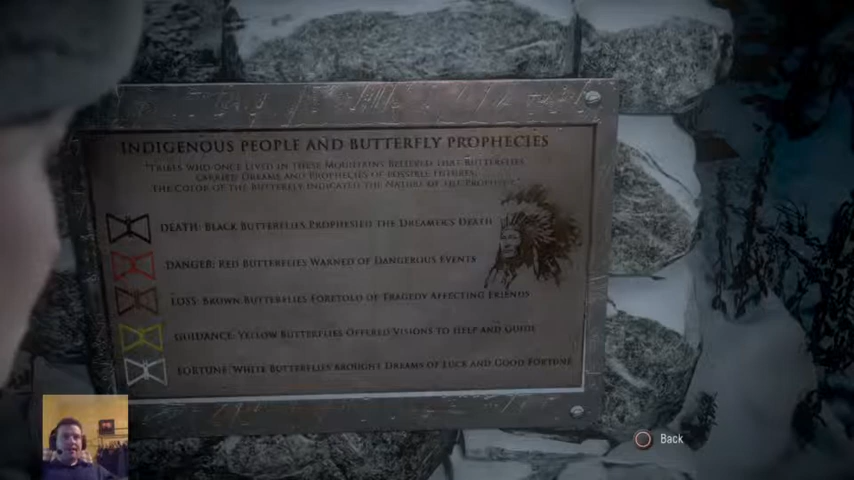 INDIGENOUS PEOPLE AND BUTTERFLY PROPHECIES
"TRIBES WHO ONCE LIVED IN THESE MOUNTAINS BELIEVED THAT BUTTERFLIES
CARRIED DREAMS AND PROPHECIES OF POSSIBLE FUTURES.
THE COLOR OF THE BUTTERFLY INDICATED THE NATURE OF THE PROPHECY."
DEATH: BLACK BUTTERFLIES PROPHESIED THE DREAMER'S DEATH
DANGER: RED BUTTERFLIES WARNED OF DANGEROUS EVENTS
LOSS: BROWN BUTTERFLIES FORETOLD OF TRAGEDY AFFECTING FRIENDS
GUIDANCE: YELLOW BUTTERFLIES OFFERED VISIONS TO HELP AND GUIDE
FORTUNE: WHITE BUTTERFLIES BROUGHT DREAMS OF LUCK AND GOOD FORTUNE
Back